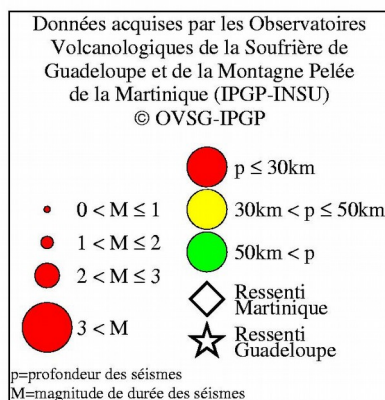 Données acquises par les Observatoires
Volcanologiques de la Soufrière de
Guadeloupe et de la Montagne Pelée
de la Martinique (IPGP-INSU)
© OVSG-IPGP
0 < M ≤ 1
1 < M ≤ 2
2 < M ≤ 3
3 < M
p ≤ 30km
30km < p ≤ 50km
50km < p
Ressenti
Martinique
Ressenti
Guadeloupe
p=profondeur des séismes
M=magnitude de durée des séismes